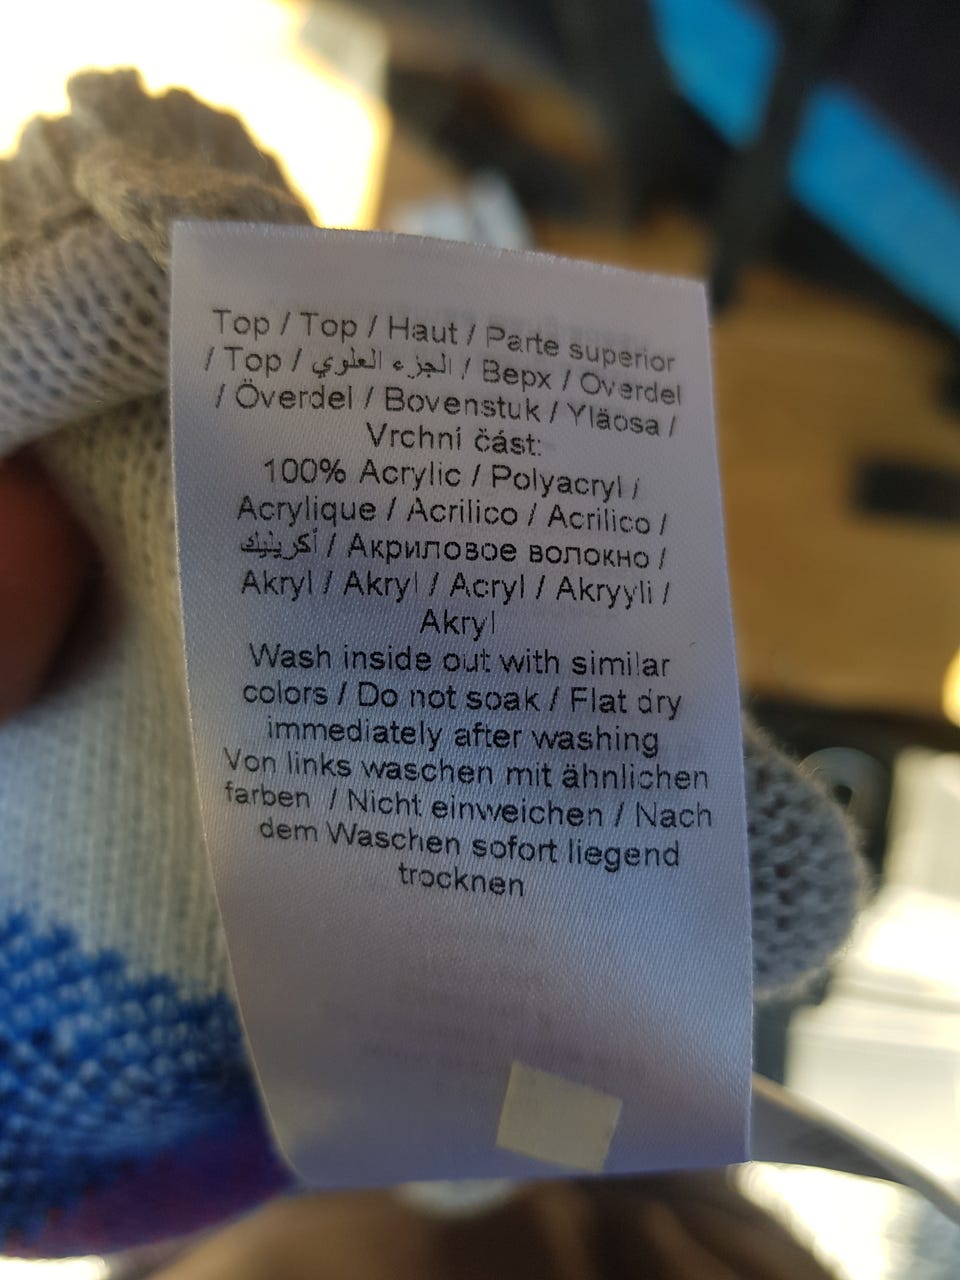 Top / Top / Haut / Parte superior
/ Top / الجزء العلوي / Верх / Overdel
/ Överdel / Bovenstuk / Yläosa /
Vrchní část:
100% Acrylic / Polyacryl /
Acrylique / Acrilico / Acrilico /
أكريليك / Акриловое волокно /
Akryl / Akryl / Acryl / Akryyli /
Akryl
Wash inside out with similar
colors / Do not soak / Flat dry
immediately after washing
Von links waschen mit ähnlichen
farben / Nicht einweichen / Nach
dem Waschen sofort liegend
trocknen